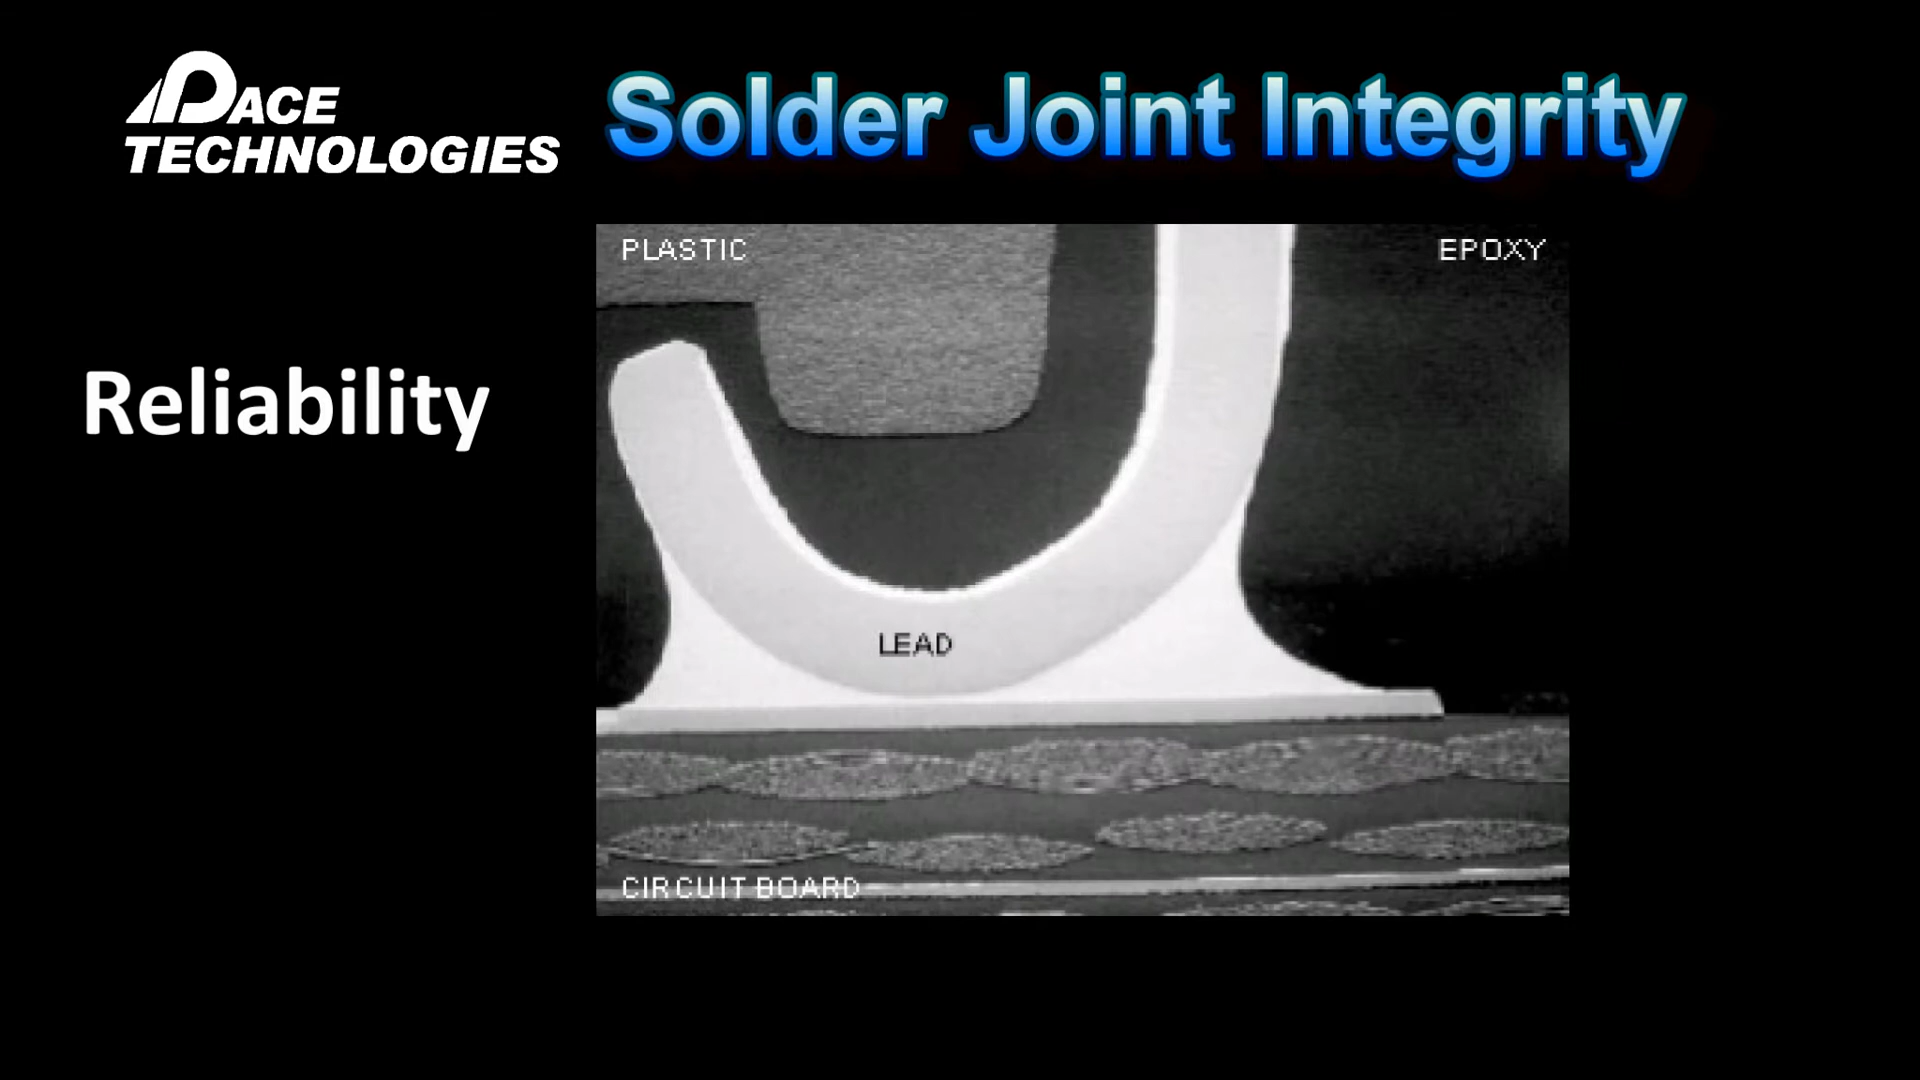 PACE
TECHNOLOGIES
Solder Joint Integrity
Reliability
PLASTIC
EPOXY
LEAD
CIRCUIT BOARD